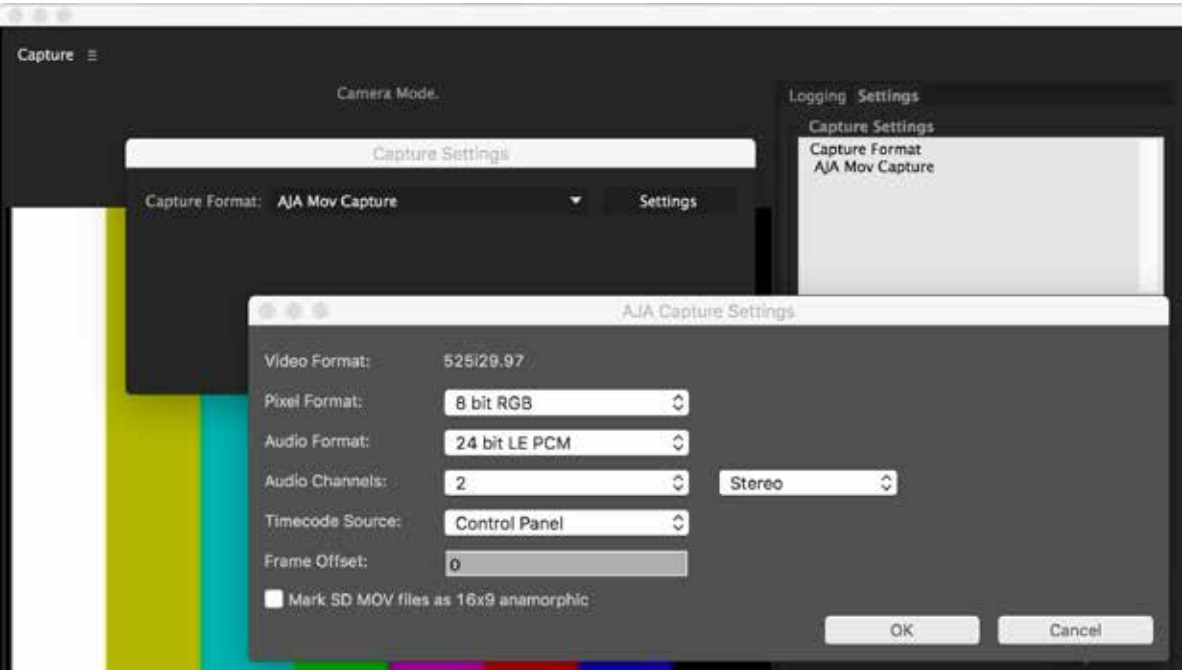 Capture
Camera Mode.
Logging Settings
Capture Settings
Capture Format
AJA Mov Capture
Capture Settings
Capture Format: AJA Mov Capture Settings
AJA Capture Settings
Video Format: 525i29.97
Pixel Format: 8 bit RGB
Audio Format: 24 bit LE PCM
Audio Channels: 2 Stereo
Timecode Source: Control Panel
Frame Offset: 0
Mark SD MOV files as 16x9 anamorphic
OK Cancel